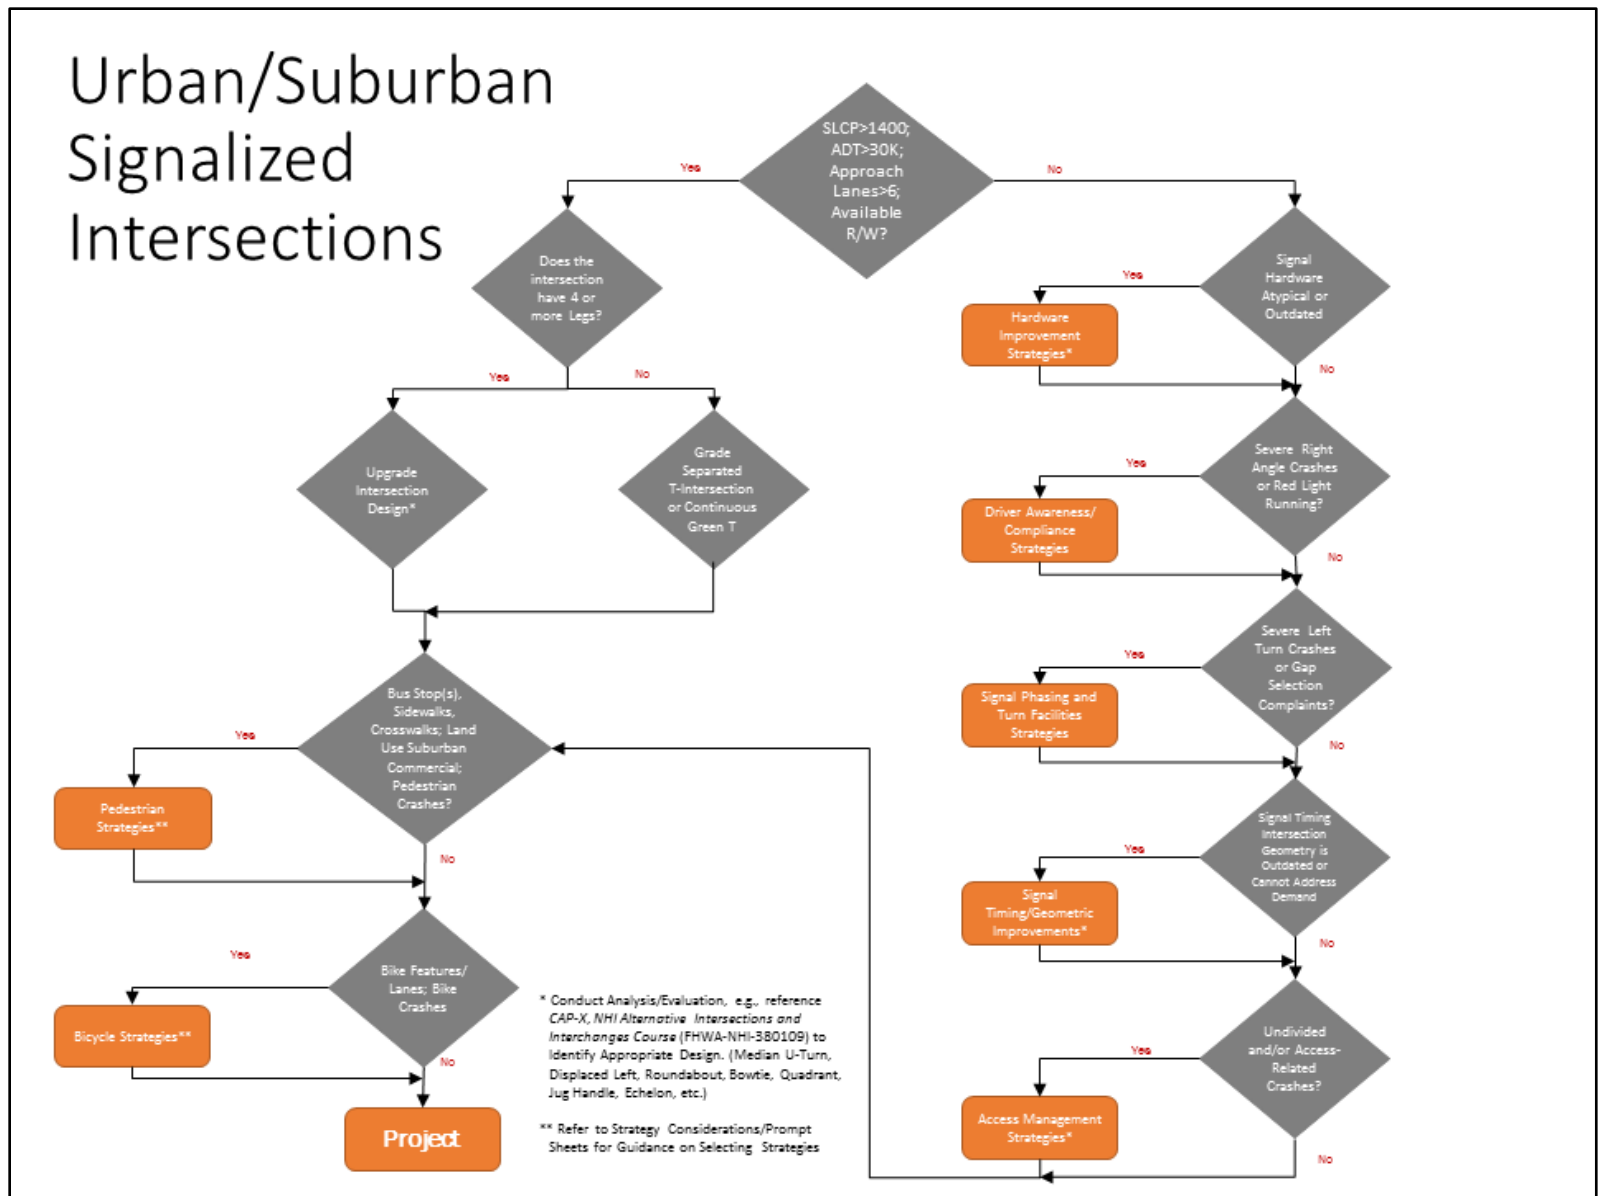 Urban/Suburban
Signalized
Intersections
SLCP>1400;
ADT>30K;
Approach
Lanes>6;
Available
R/W?
Yes
No
Does the
intersection
have 4 or
more Legs?
Yes
No
Upgrade
Intersection
Design*
Grade
Separated
T-Intersection
or Continuous
Green T
Bus Stop(s),
Sidewalks,
Crosswalks; Land
Use Suburban
Commercial;
Pedestrian
Crashes?
Yes
Pedestrian
Strategies**
No
Bike Features/
Lanes; Bike
Crashes
Yes
Bicycle Strategies**
No
Project
Signal
Hardware
Atypical or
Outdated
Yes
Hardware
Improvement
Strategies*
No
Severe Right
Angle Crashes
or Red Light
Running?
Yes
Driver Awareness/
Compliance
Strategies
No
Severe Left
Turn Crashes
or Gap
Selection
Complaints?
Yes
Signal Phasing and
Turn Facilities
Strategies
No
Signal Timing
Intersection
Geometry is
Outdated or
Cannot Address
Demand
Yes
Signal
Timing/Geometric
Improvements*
No
Undivided
and/or Access-
Related
Crashes?
Yes
Access Management
Strategies*
No
* Conduct Analysis/Evaluation, e.g., reference
CAP-X, NHI Alternative Intersections and
Interchanges Course (FHWA-NHI-380109) to
Identify Appropriate Design. (Median U-Turn,
Displaced Left, Roundabout, Bowtie, Quadrant,
Jug Handle, Echelon, etc.)
** Refer to Strategy Considerations/Prompt
Sheets for Guidance on Selecting Strategies